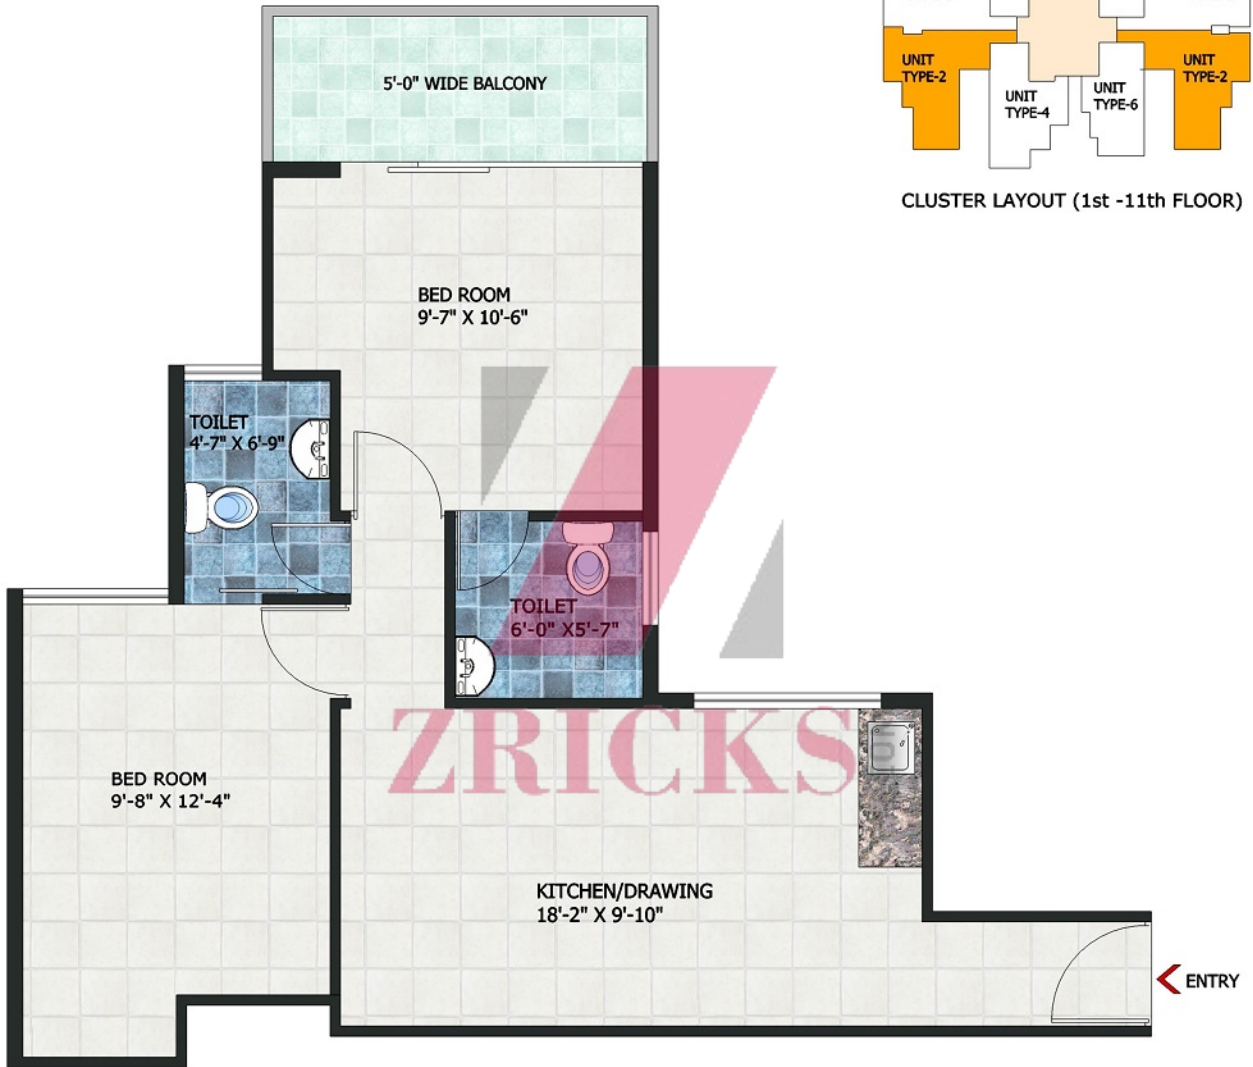 5'-0" WIDE BALCONY
UNIT
TYPE-2
UNIT
TYPE-4
UNIT
TYPE-6
UNIT
TYPE-2
CLUSTER LAYOUT (1st -11th FLOOR)
BED ROOM
9'-7" X 10'-6"
TOILET
4'-7" X 6'-9"
TOILET
6'-0" X5'-7"
ZRICKS
BED ROOM
9'-8" X 12'-4"
KITCHEN/DRAWING
18'-2" X 9'-10"
ENTRY